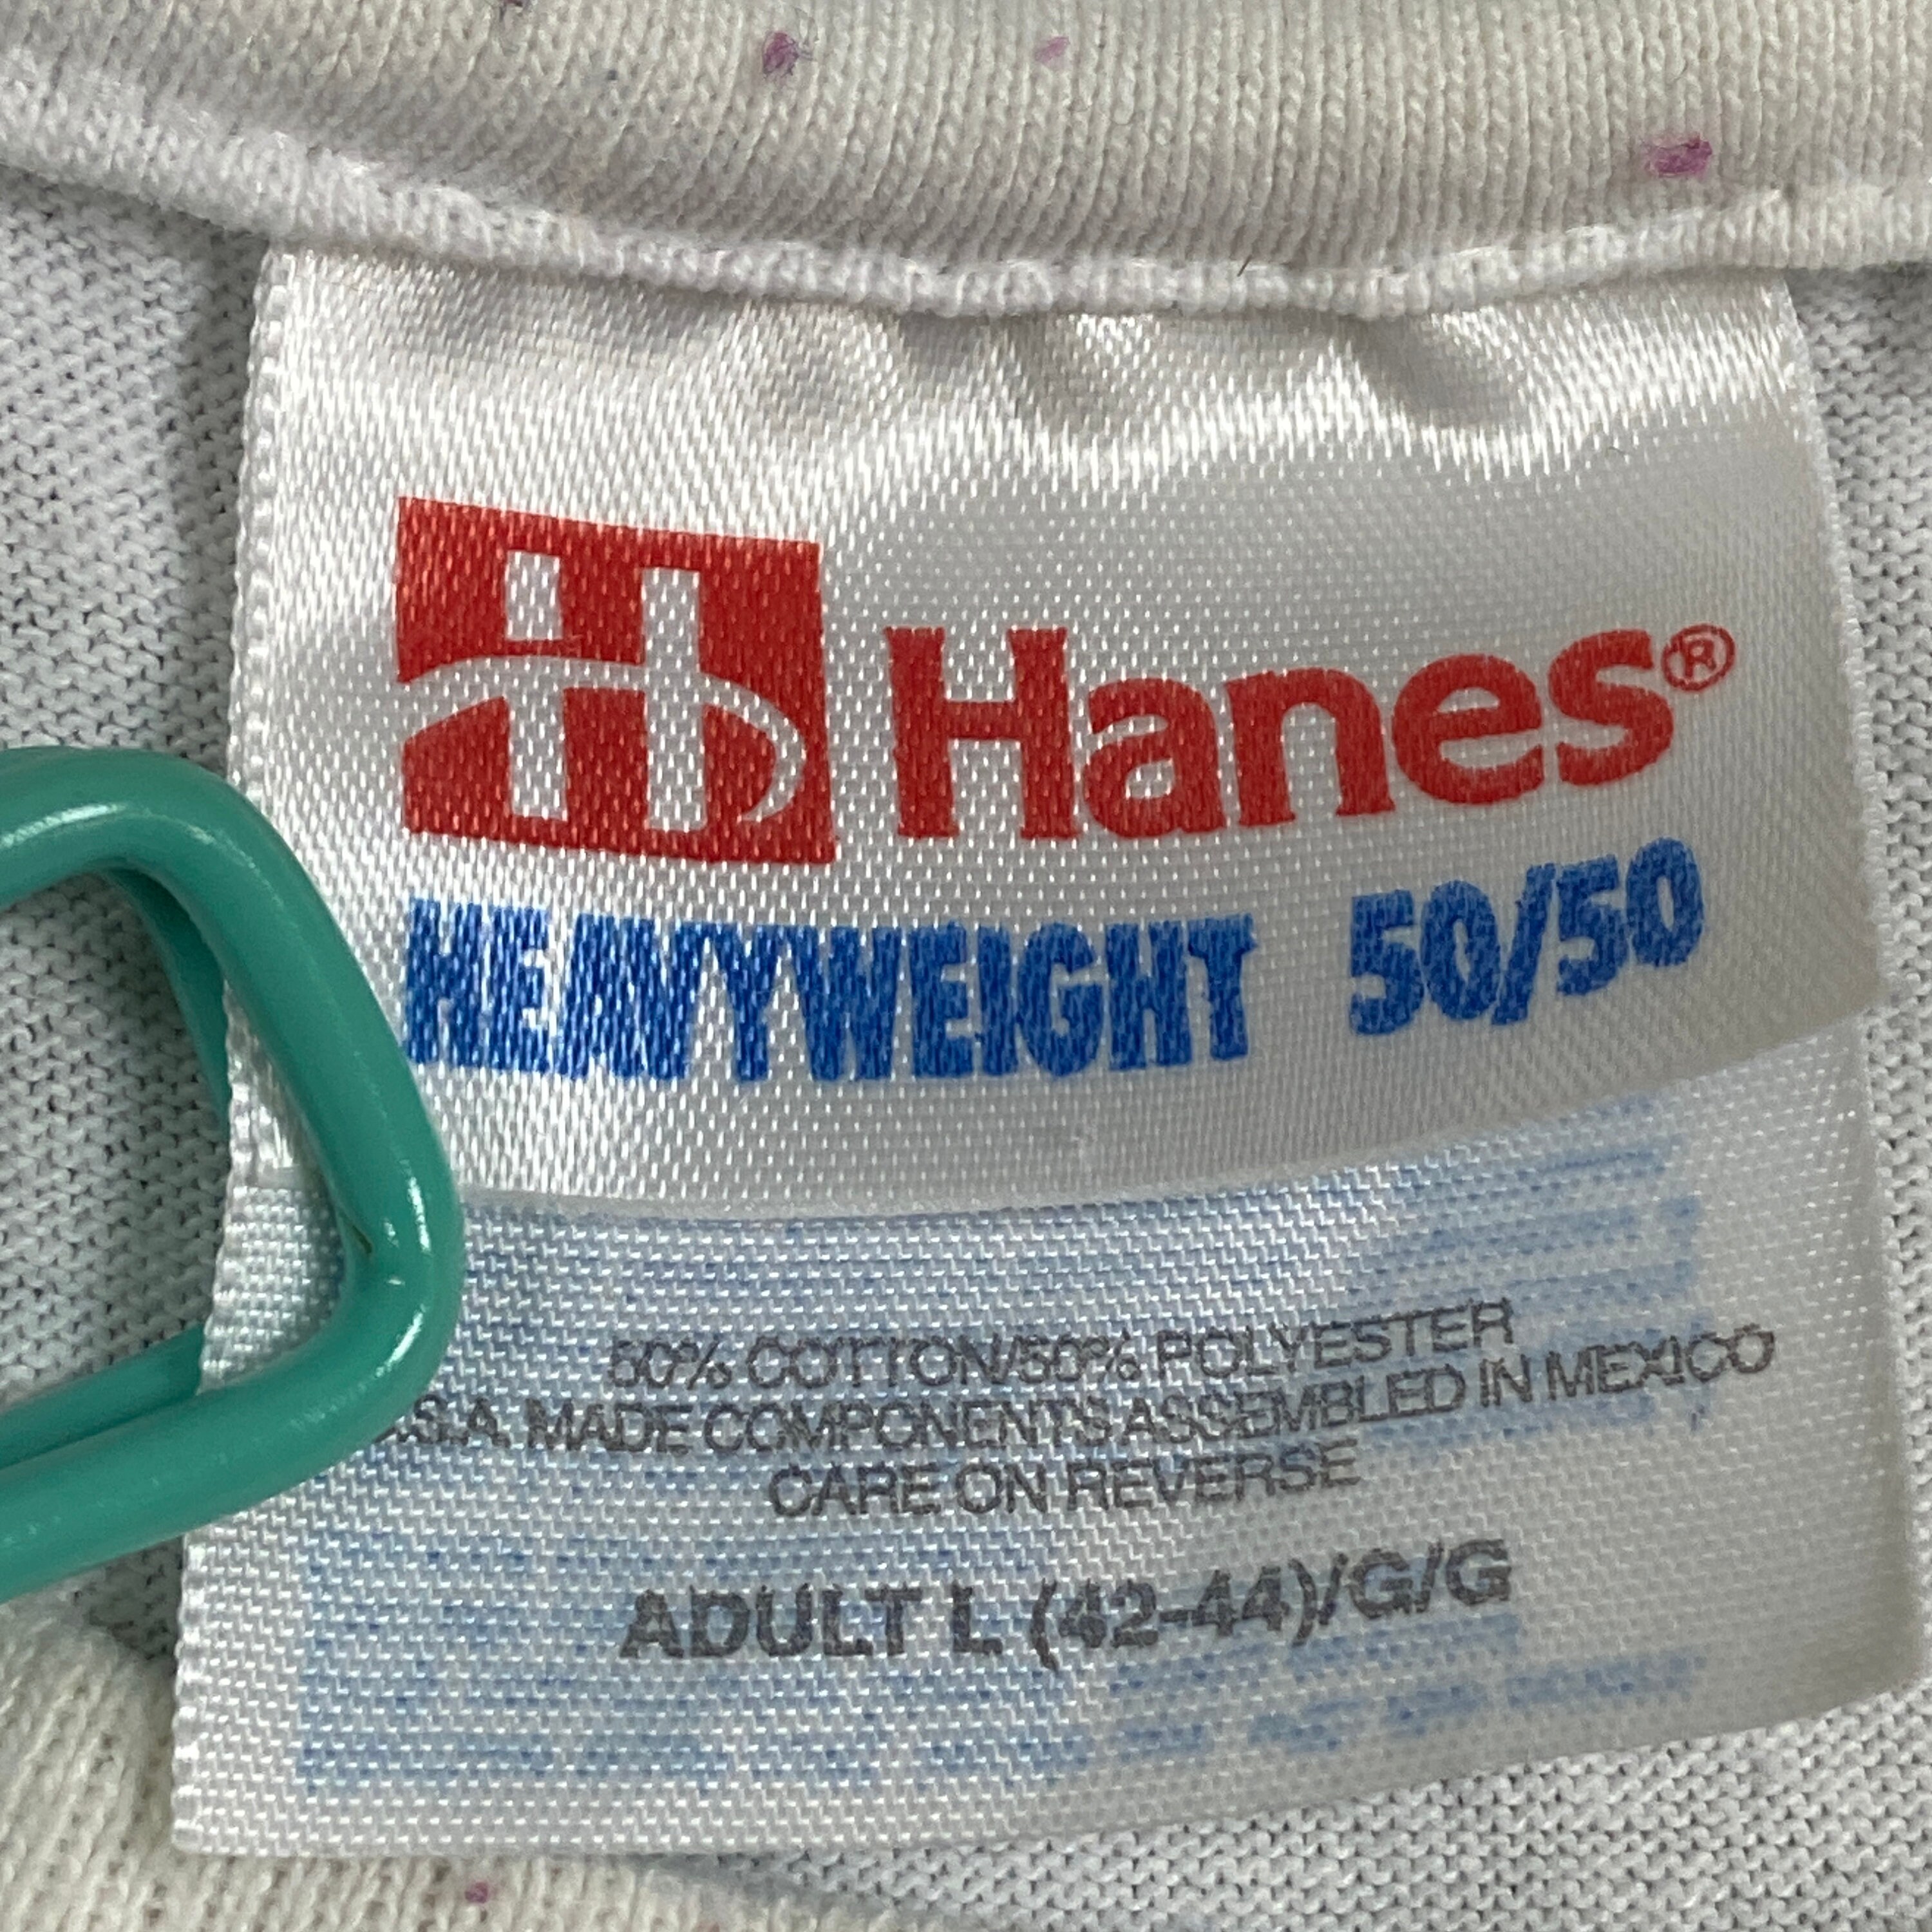 H Hanes®
HEAVYWEIGHT 50/50
50% COTTON/50% POLYESTER
.S.A. MADE COMPONENTS ASSEMBLED IN MEXICO
CARE ON REVERSE
ADULT L (42-44)/G/G